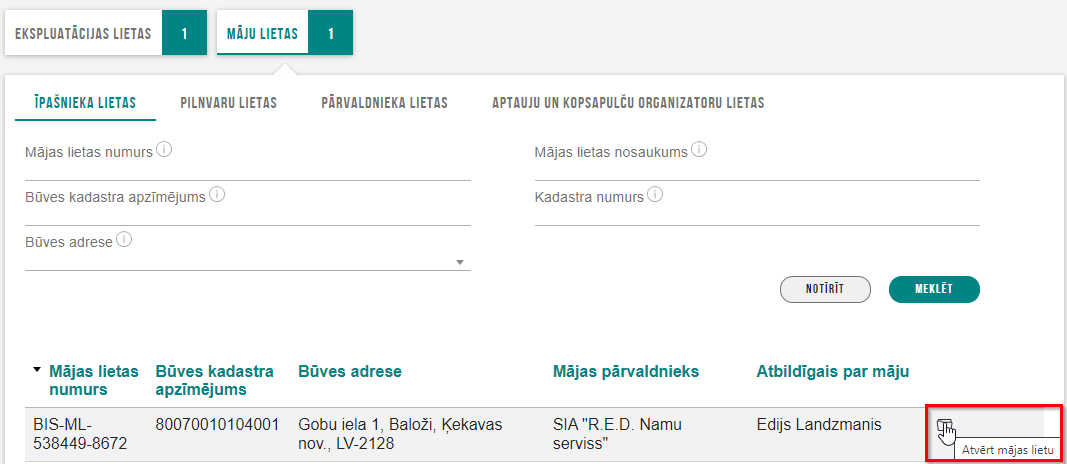 EKSPLUATĀCIJAS LIETAS 1 MĀJU LIETAS 1
ĪPAŠNIEKA LIETAS PILNVARU LIETAS PĀRVALDNIEKA LIETAS APTAUJU UN KOPSAPULČU ORGANIZATORU LIETAS
Mājas lietas numurs Mājas lietas nosaukums
Būves kadastra apzīmējums Kadastra numurs
Būves adrese
NOTĪRĪT MEKLĒT
Mājas lietas numurs Būves kadastra apzīmējums Būves adrese Mājas pārvaldnieks Atbildīgais par māju
BIS-ML-538449-8672 80070010104001 Gobu iela 1, Baloži, Ķekavas nov., LV-2128 SIA "R.E.D. Namu serviss" Edijs Landzmanis
Atvērt mājas lietu